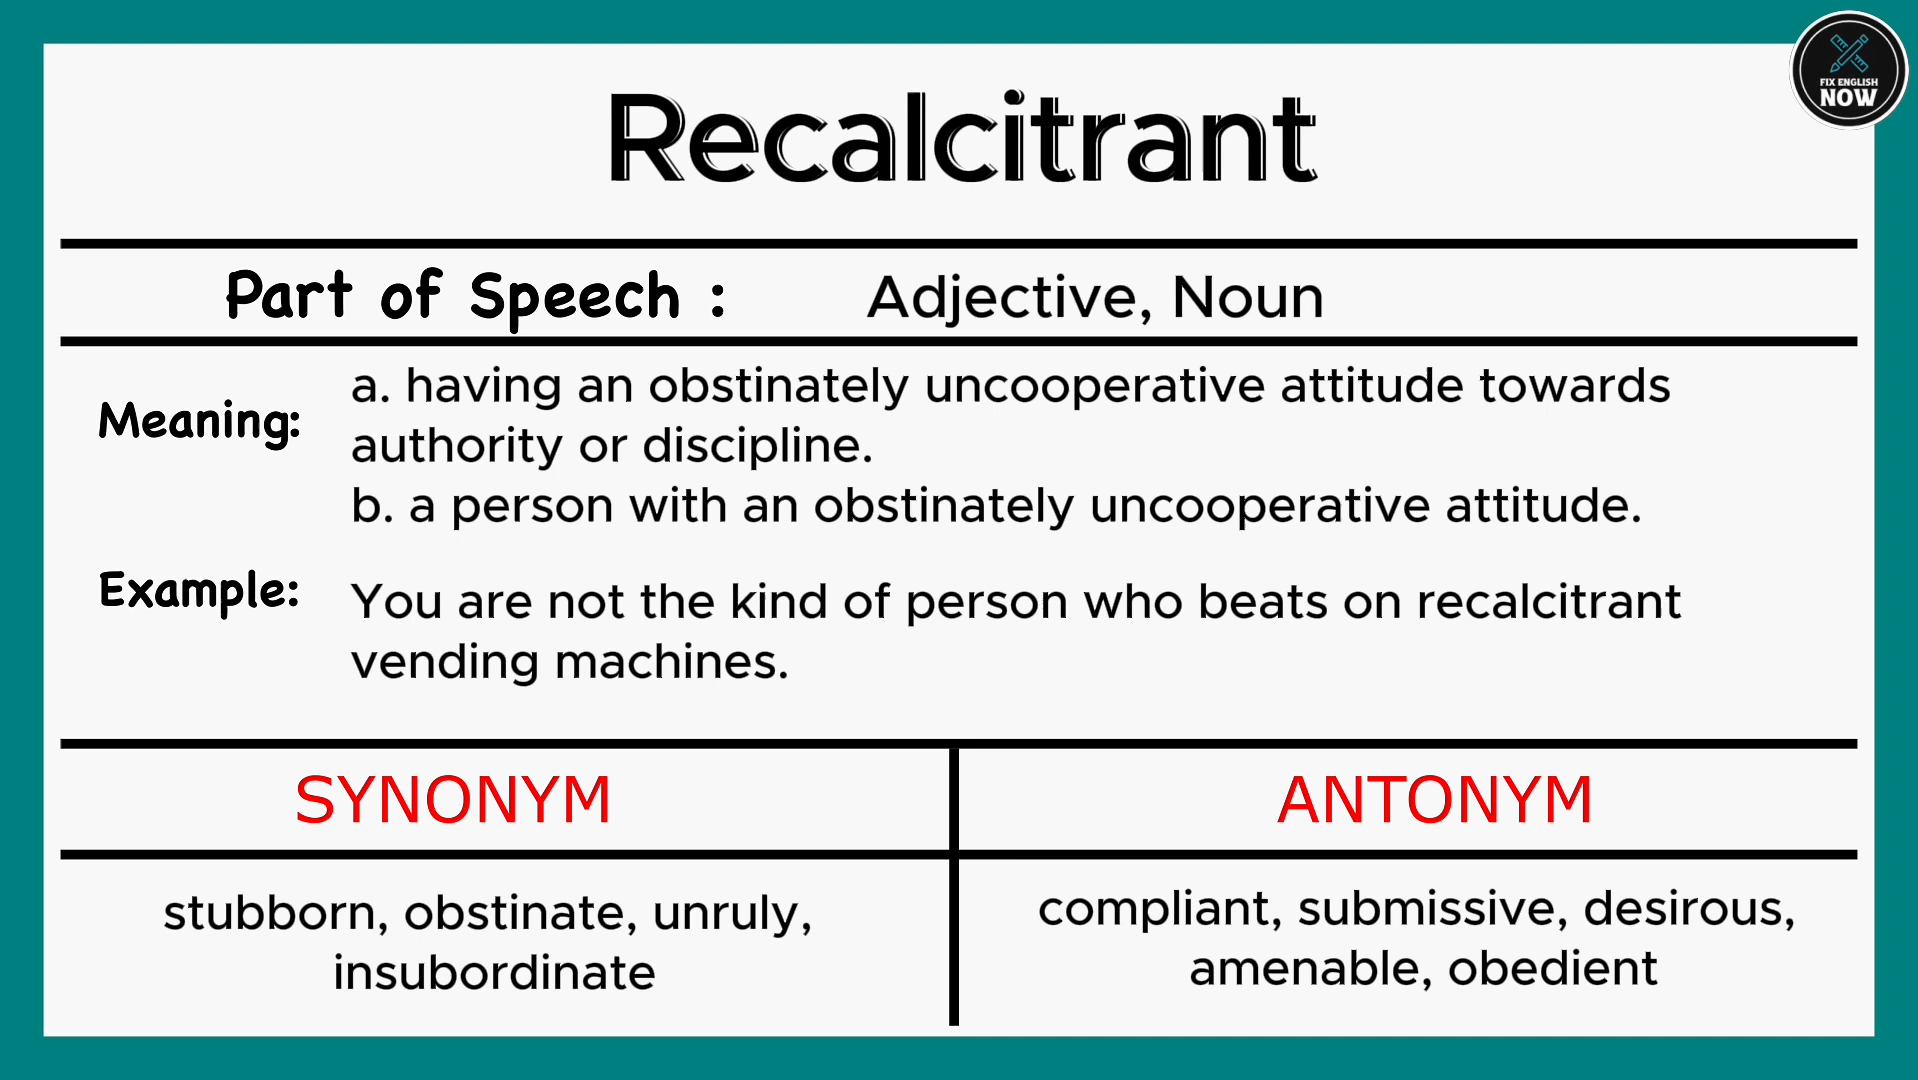 FIX ENGLISH
NOW
Recalcitrant
Part of Speech : Adjective, Noun
Meaning:
a. having an obstinately uncooperative attitude towards
authority or discipline.
b. a person with an obstinately uncooperative attitude.
Example:
You are not the kind of person who beats on recalcitrant
vending machines.
SYNONYM
ANTONYM
stubborn, obstinate, unruly,
insubordinate
compliant, submissive, desirous,
amenable, obedient